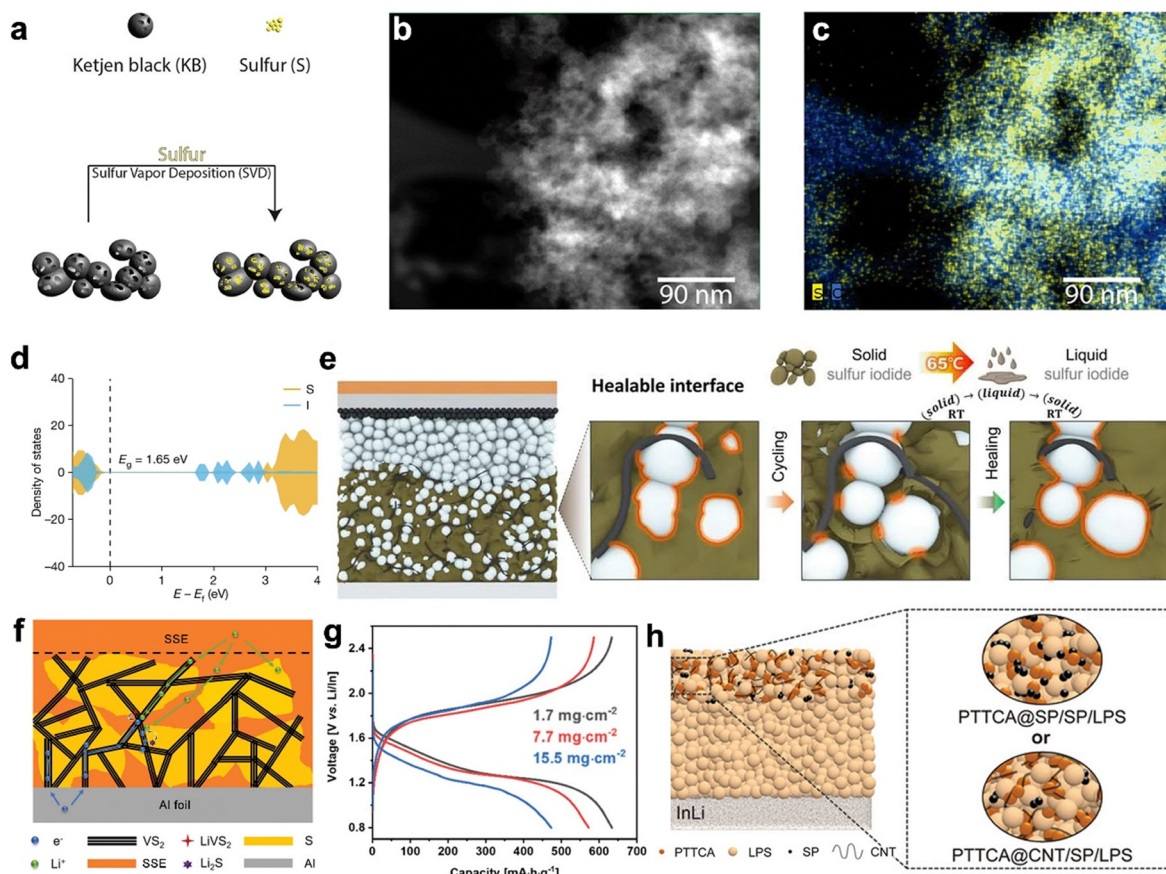 a
Ketjen black (KB)
Sulfur (S)
Sulfur
Sulfur Vapor Deposition (SVD)
b
90 nm
c
S C
90 nm
d
40
20
0
−20
−40
Density of states
S
I
E_g = 1.65 eV
0
1
2
3
4
E − E_f (eV)
e
Healable interface
Solid
sulfur iodide
65°C
Liquid
sulfur iodide
(solid) → (liquid) → (solid)
RT
RT
Cycling
Healing
f
SSE
Al foil
e-
VS2
LiVS2
S
Li+
SSE
Li2S
Al
g
2.4
2.0
1.6
1.2
0.8
Voltage [V vs. Li/In]
1.7 mg·cm-2
7.7 mg·cm-2
15.5 mg·cm-2
0
100
200
300
400
500
600
700
Capacity [mA·h·g-1]
h
InLi
PTTCA
LPS
SP
CNT
PTTCA@SP/SP/LPS
or
PTTCA@CNT/SP/LPS